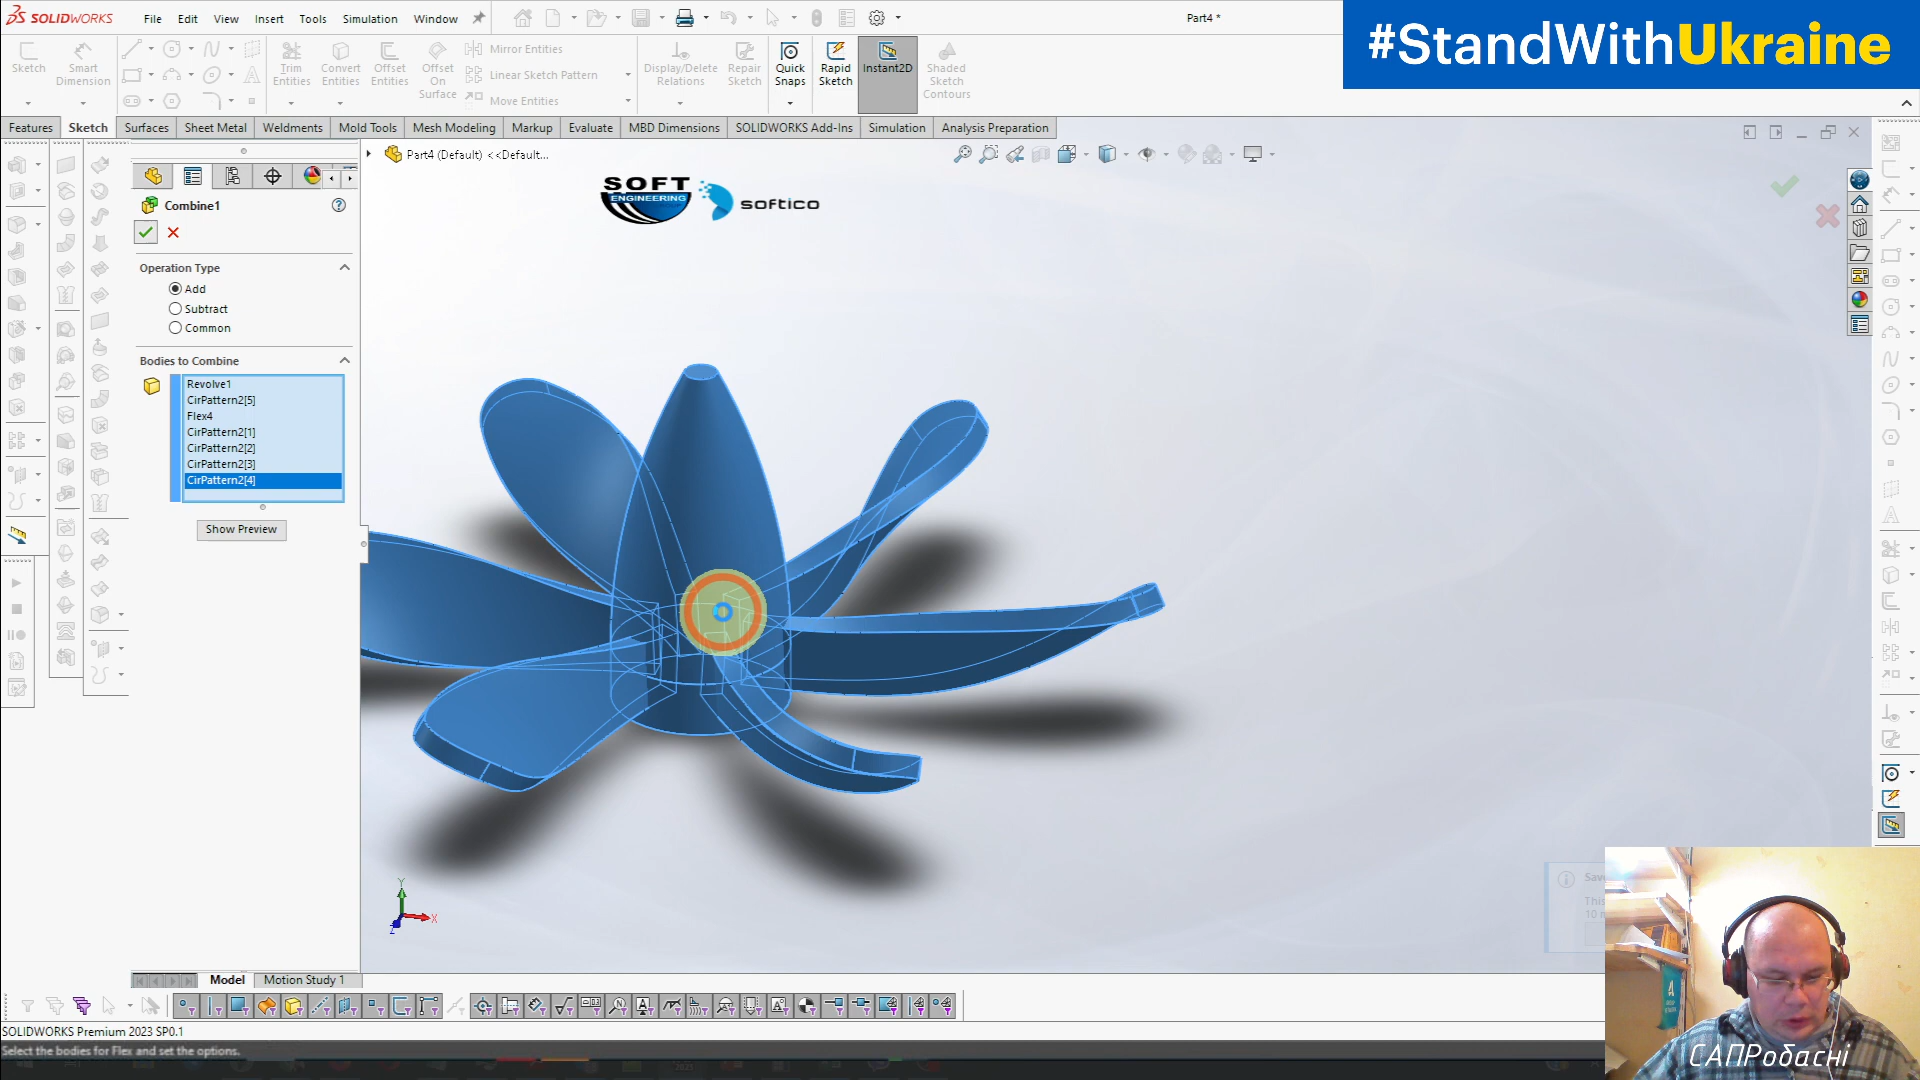 SOLIDWORKS
File Edit View Insert Tools Simulation Window
Part4 *
#StandWithUkraine
Sketch
Smart Dimension
Trim Entities
Convert Entities
Offset Entities
Offset On Surface
Mirror Entities
Linear Sketch Pattern
Move Entities
Display/Delete Relations
Repair Sketch
Quick Snaps
Rapid Sketch
Instant2D
Shaded Sketch Contours
Features Sketch Surfaces Sheet Metal Weldments Mold Tools Mesh Modeling Markup Evaluate MBD Dimensions SOLIDWORKS Add-Ins Simulation Analysis Preparation
Part4 (Default) <<Default...
SOFT
ENGINEERING
softico
Combine1
Operation Type
Add
Subtract
Common
Bodies to Combine
Revolve1
CirPattern2[5]
Flex4
CirPattern2[1]
CirPattern2[2]
CirPattern2[3]
CirPattern2[4]
Show Preview
Y
X
Z
Model Motion Study 1
SOLIDWORKS Premium 2023 SP0.1
Select the bodies for Flex and set the options.
САПРобасні